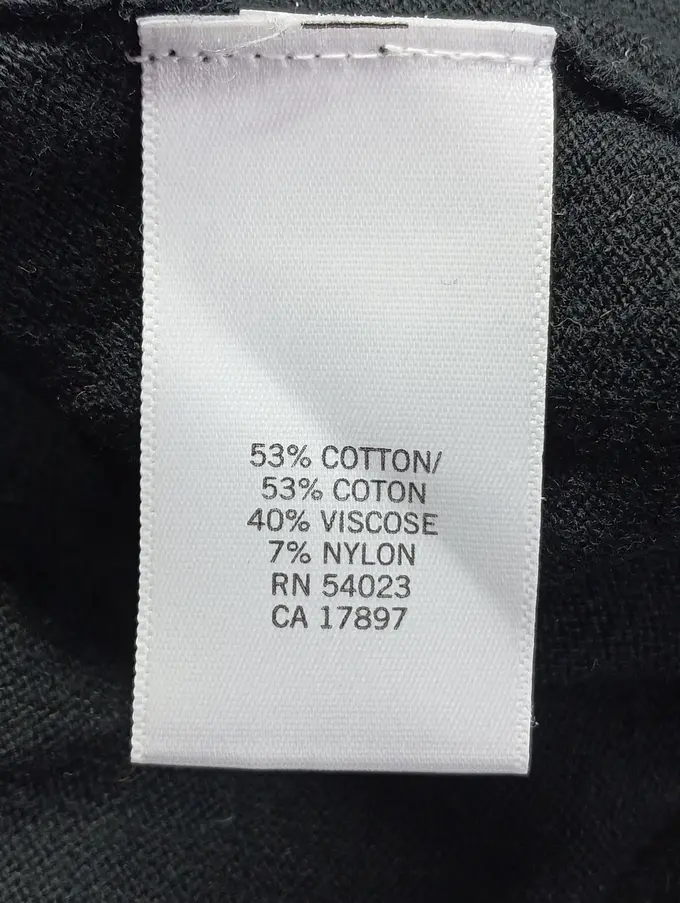 53% COTTON/
53% COTON
40% VISCOSE
7% NYLON
RN 54023
CA 17897